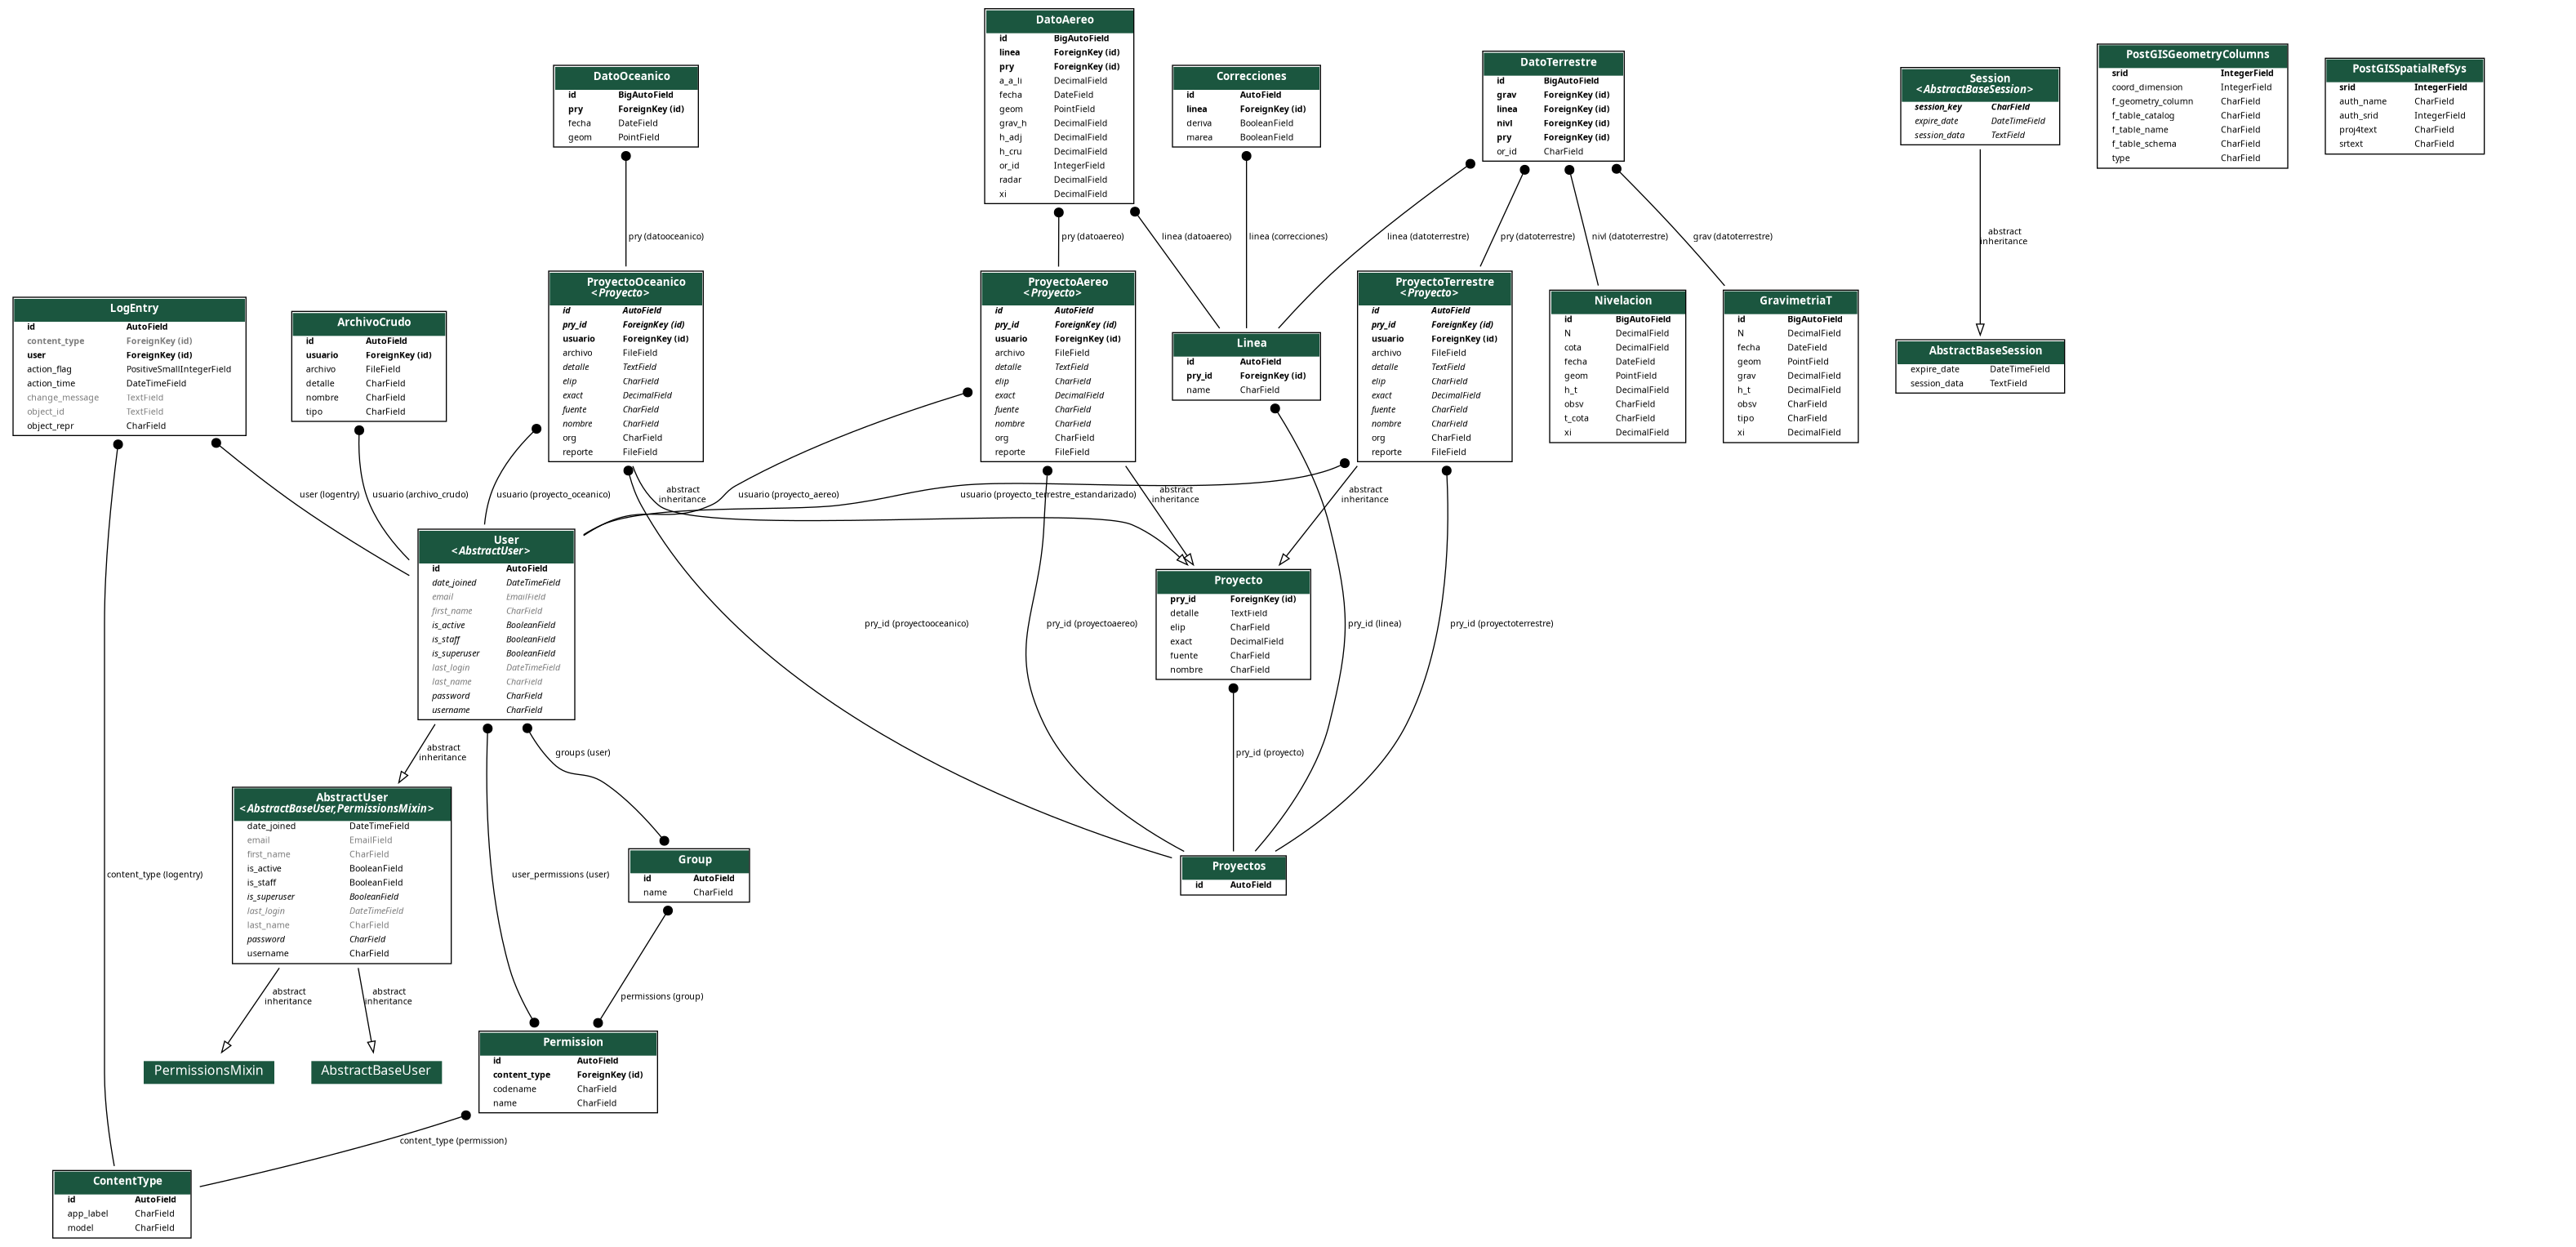 DatoAereo
id BigAutoField
linea ForeignKey (id)
pry ForeignKey (id)
a_a_li DecimalField
fecha DateField
geom PointField
grav_h DecimalField
h_adj DecimalField
h_cru DecimalField
or_id IntegerField
radar DecimalField
xi DecimalField
DatoOceanico
id BigAutoField
pry ForeignKey (id)
fecha DateField
geom PointField
Correcciones
id AutoField
linea ForeignKey (id)
deriva BooleanField
marea BooleanField
DatoTerrestre
id BigAutoField
grav ForeignKey (id)
linea ForeignKey (id)
nivl ForeignKey (id)
pry ForeignKey (id)
or_id CharField
Session
<AbstractBaseSession>
session_key CharField
expire_date DateTimeField
session_data TextField
PostGISGeometryColumns
srid IntegerField
coord_dimension IntegerField
f_geometry_column CharField
f_table_catalog CharField
f_table_name CharField
f_table_schema CharField
type CharField
PostGISSpatialRefSys
srid IntegerField
auth_name CharField
auth_srid IntegerField
proj4text CharField
srtext CharField
pry (datooceanico)
pry (datoaereo)
linea (datoaereo)
linea (correcciones)
linea (datoterrestre)
pry (datoterrestre)
nivl (datoterrestre)
grav (datoterrestre)
abstract
inheritance
LogEntry
id AutoField
content_type ForeignKey (id)
user ForeignKey (id)
action_flag PositiveSmallIntegerField
action_time DateTimeField
change_message TextField
object_id TextField
object_repr CharField
ArchivoCrudo
id AutoField
usuario ForeignKey (id)
archivo FileField
detalle CharField
nombre CharField
tipo CharField
ProyectoOceanico
<Proyecto>
id AutoField
pry_id ForeignKey (id)
usuario ForeignKey (id)
archivo FileField
detalle TextField
elip CharField
exact DecimalField
fuente CharField
nombre CharField
org CharField
reporte FileField
ProyectoAereo
<Proyecto>
id AutoField
pry_id ForeignKey (id)
usuario ForeignKey (id)
archivo FileField
detalle TextField
elip CharField
exact DecimalField
fuente CharField
nombre CharField
org CharField
reporte FileField
Linea
id AutoField
pry_id ForeignKey (id)
name CharField
ProyectoTerrestre
<Proyecto>
id AutoField
pry_id ForeignKey (id)
usuario ForeignKey (id)
archivo FileField
detalle TextField
elip CharField
exact DecimalField
fuente CharField
nombre CharField
org CharField
reporte FileField
Nivelacion
id BigAutoField
N DecimalField
cota DecimalField
fecha DateField
geom PointField
h_t DecimalField
obsv CharField
t_cota CharField
xi DecimalField
GravimetriaT
id BigAutoField
N DecimalField
fecha DateField
geom PointField
grav DecimalField
h_t DecimalField
obsv CharField
tipo CharField
xi DecimalField
AbstractBaseSession
expire_date DateTimeField
session_data TextField
user (logentry)
usuario (archivo_crudo)
usuario (proyecto_oceanico)
abstract
inheritance
usuario (proyecto_aereo)
usuario (proyecto_terrestre_estandarizado)
abstract
inheritance
abstract
inheritance
User
<AbstractUser>
id AutoField
date_joined DateTimeField
email EmailField
first_name CharField
is_active BooleanField
is_staff BooleanField
is_superuser BooleanField
last_login DateTimeField
last_name CharField
password CharField
username CharField
Proyecto
pry_id ForeignKey (id)
detalle TextField
elip CharField
exact DecimalField
fuente CharField
nombre CharField
pry_id (proyectooceanico)
pry_id (proyectoaereo)
pry_id (linea)
pry_id (proyectoterrestre)
abstract
inheritance
groups (user)
pry_id (proyecto)
AbstractUser
<AbstractBaseUser,PermissionsMixin>
date_joined DateTimeField
email EmailField
first_name CharField
is_active BooleanField
is_staff BooleanField
is_superuser BooleanField
last_login DateTimeField
last_name CharField
password CharField
username CharField
content_type (logentry)
user_permissions (user)
Group
id AutoField
name CharField
Proyectos
id AutoField
abstract
inheritance
abstract
inheritance
permissions (group)
PermissionsMixin
AbstractBaseUser
Permission
id AutoField
content_type ForeignKey (id)
codename CharField
name CharField
content_type (permission)
ContentType
id AutoField
app_label CharField
model CharField